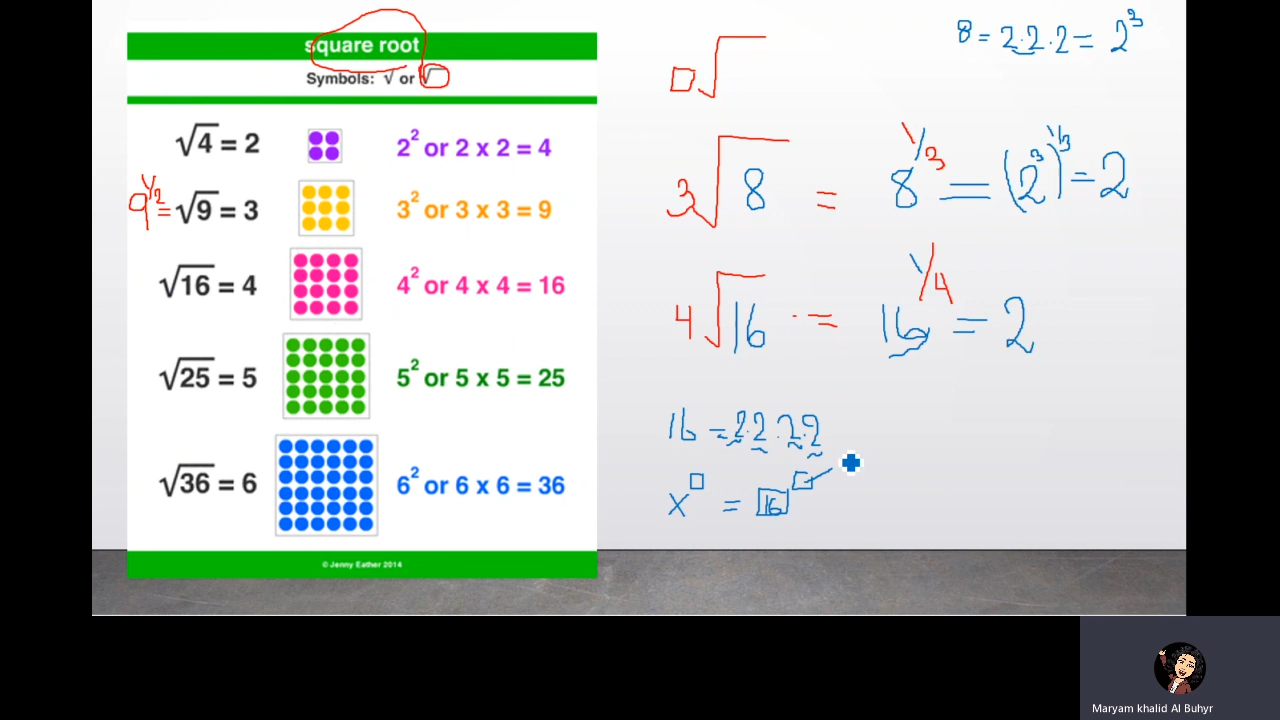 square root
Symbols: √ or √
√4 = 2 2² or 2 x 2 = 4
9^1/2 = √9 = 3 3² or 3 x 3 = 9
√16 = 4 4² or 4 x 4 = 16
√25 = 5 5² or 5 x 5 = 25
√36 = 6 6² or 6 x 6 = 36
© Jenny Eather 2014
8 = 2·2·2 = 2³
□√
3√8 = 8^1/3 = (2³)^1/3 = 2
4√16 = 16^1/4 = 2
16 = 2·2·2·2
x^□ = 16^□
Maryam khalid Al Buhyr